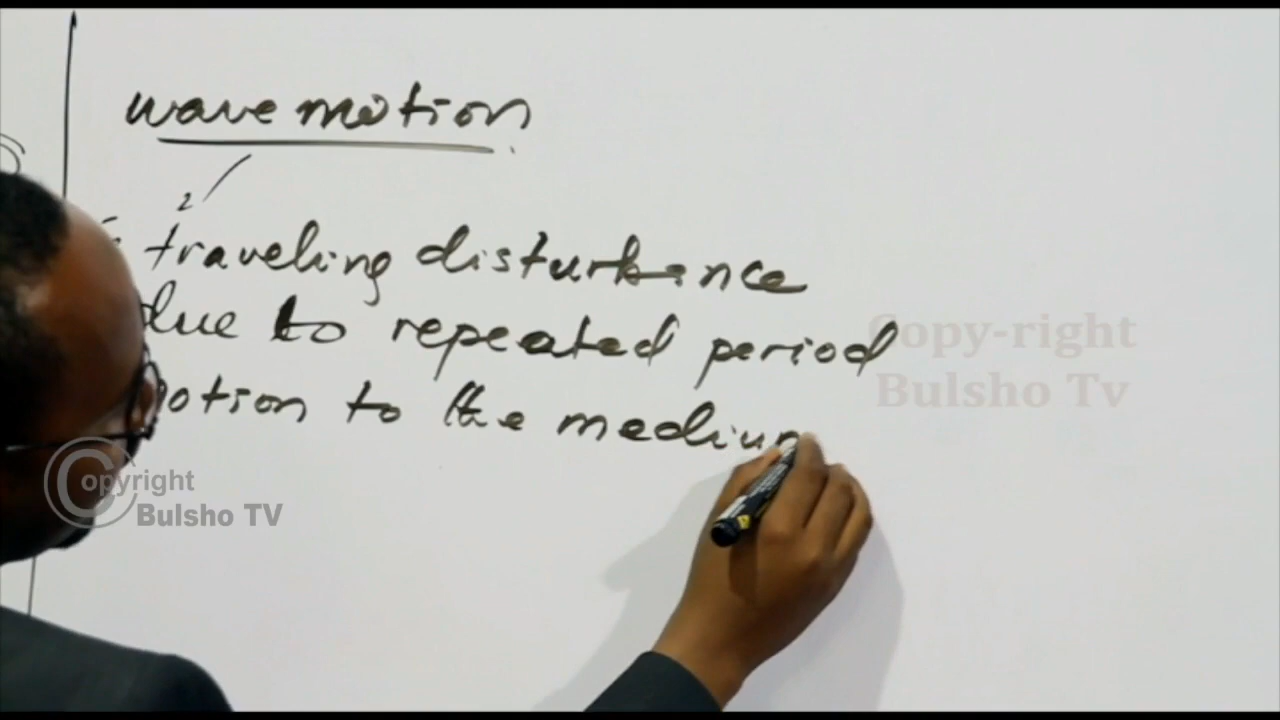 wave motion
traveling disturbance
due to repeated period
otion to the medium
Copy-right
Bulsho Tv
Copyright
Bulsho TV